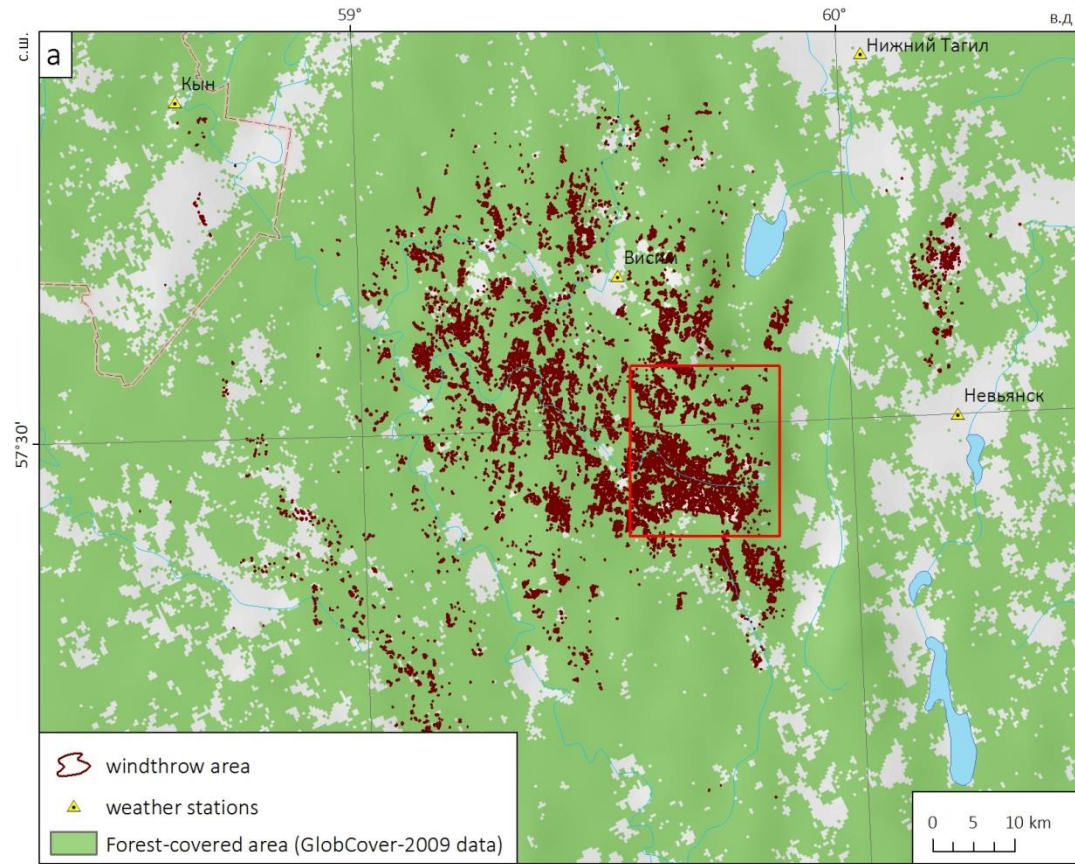 59°
60°
в.д
с.ш.
a
Нижний Тагил
Кын
Висим
Невьянск
57°30'
windthrow area
weather stations
Forest-covered area (GlobCover-2009 data)
0 5 10 km